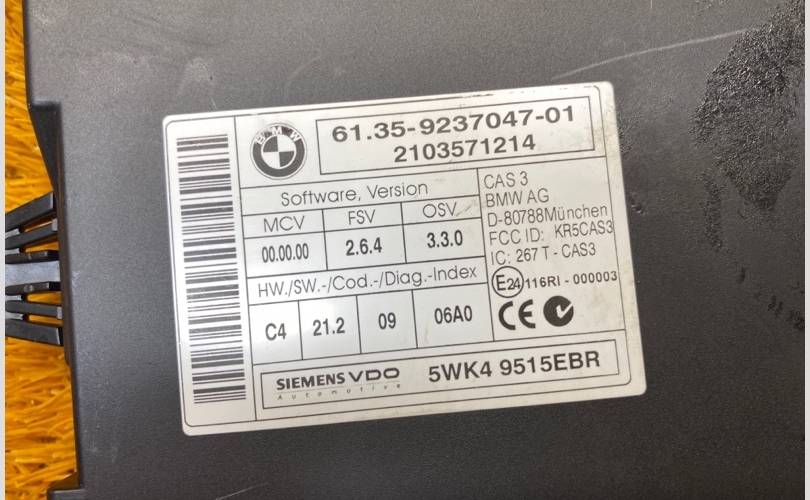 BMW
61.35-9237047-01
2103571214
Software, Version
MCV FSV OSV
00.00.00 2.6.4 3.3.0
HW./SW.-/Cod.-/Diag.-Index
C4 21.2 09 06A0
CAS 3
BMW AG
D-80788München
FCC ID: KR5CAS3
IC: 267 T - CAS3
E24 116RI - 000003
CE
SIEMENS VDO
Automotive
5WK4 9515EBR